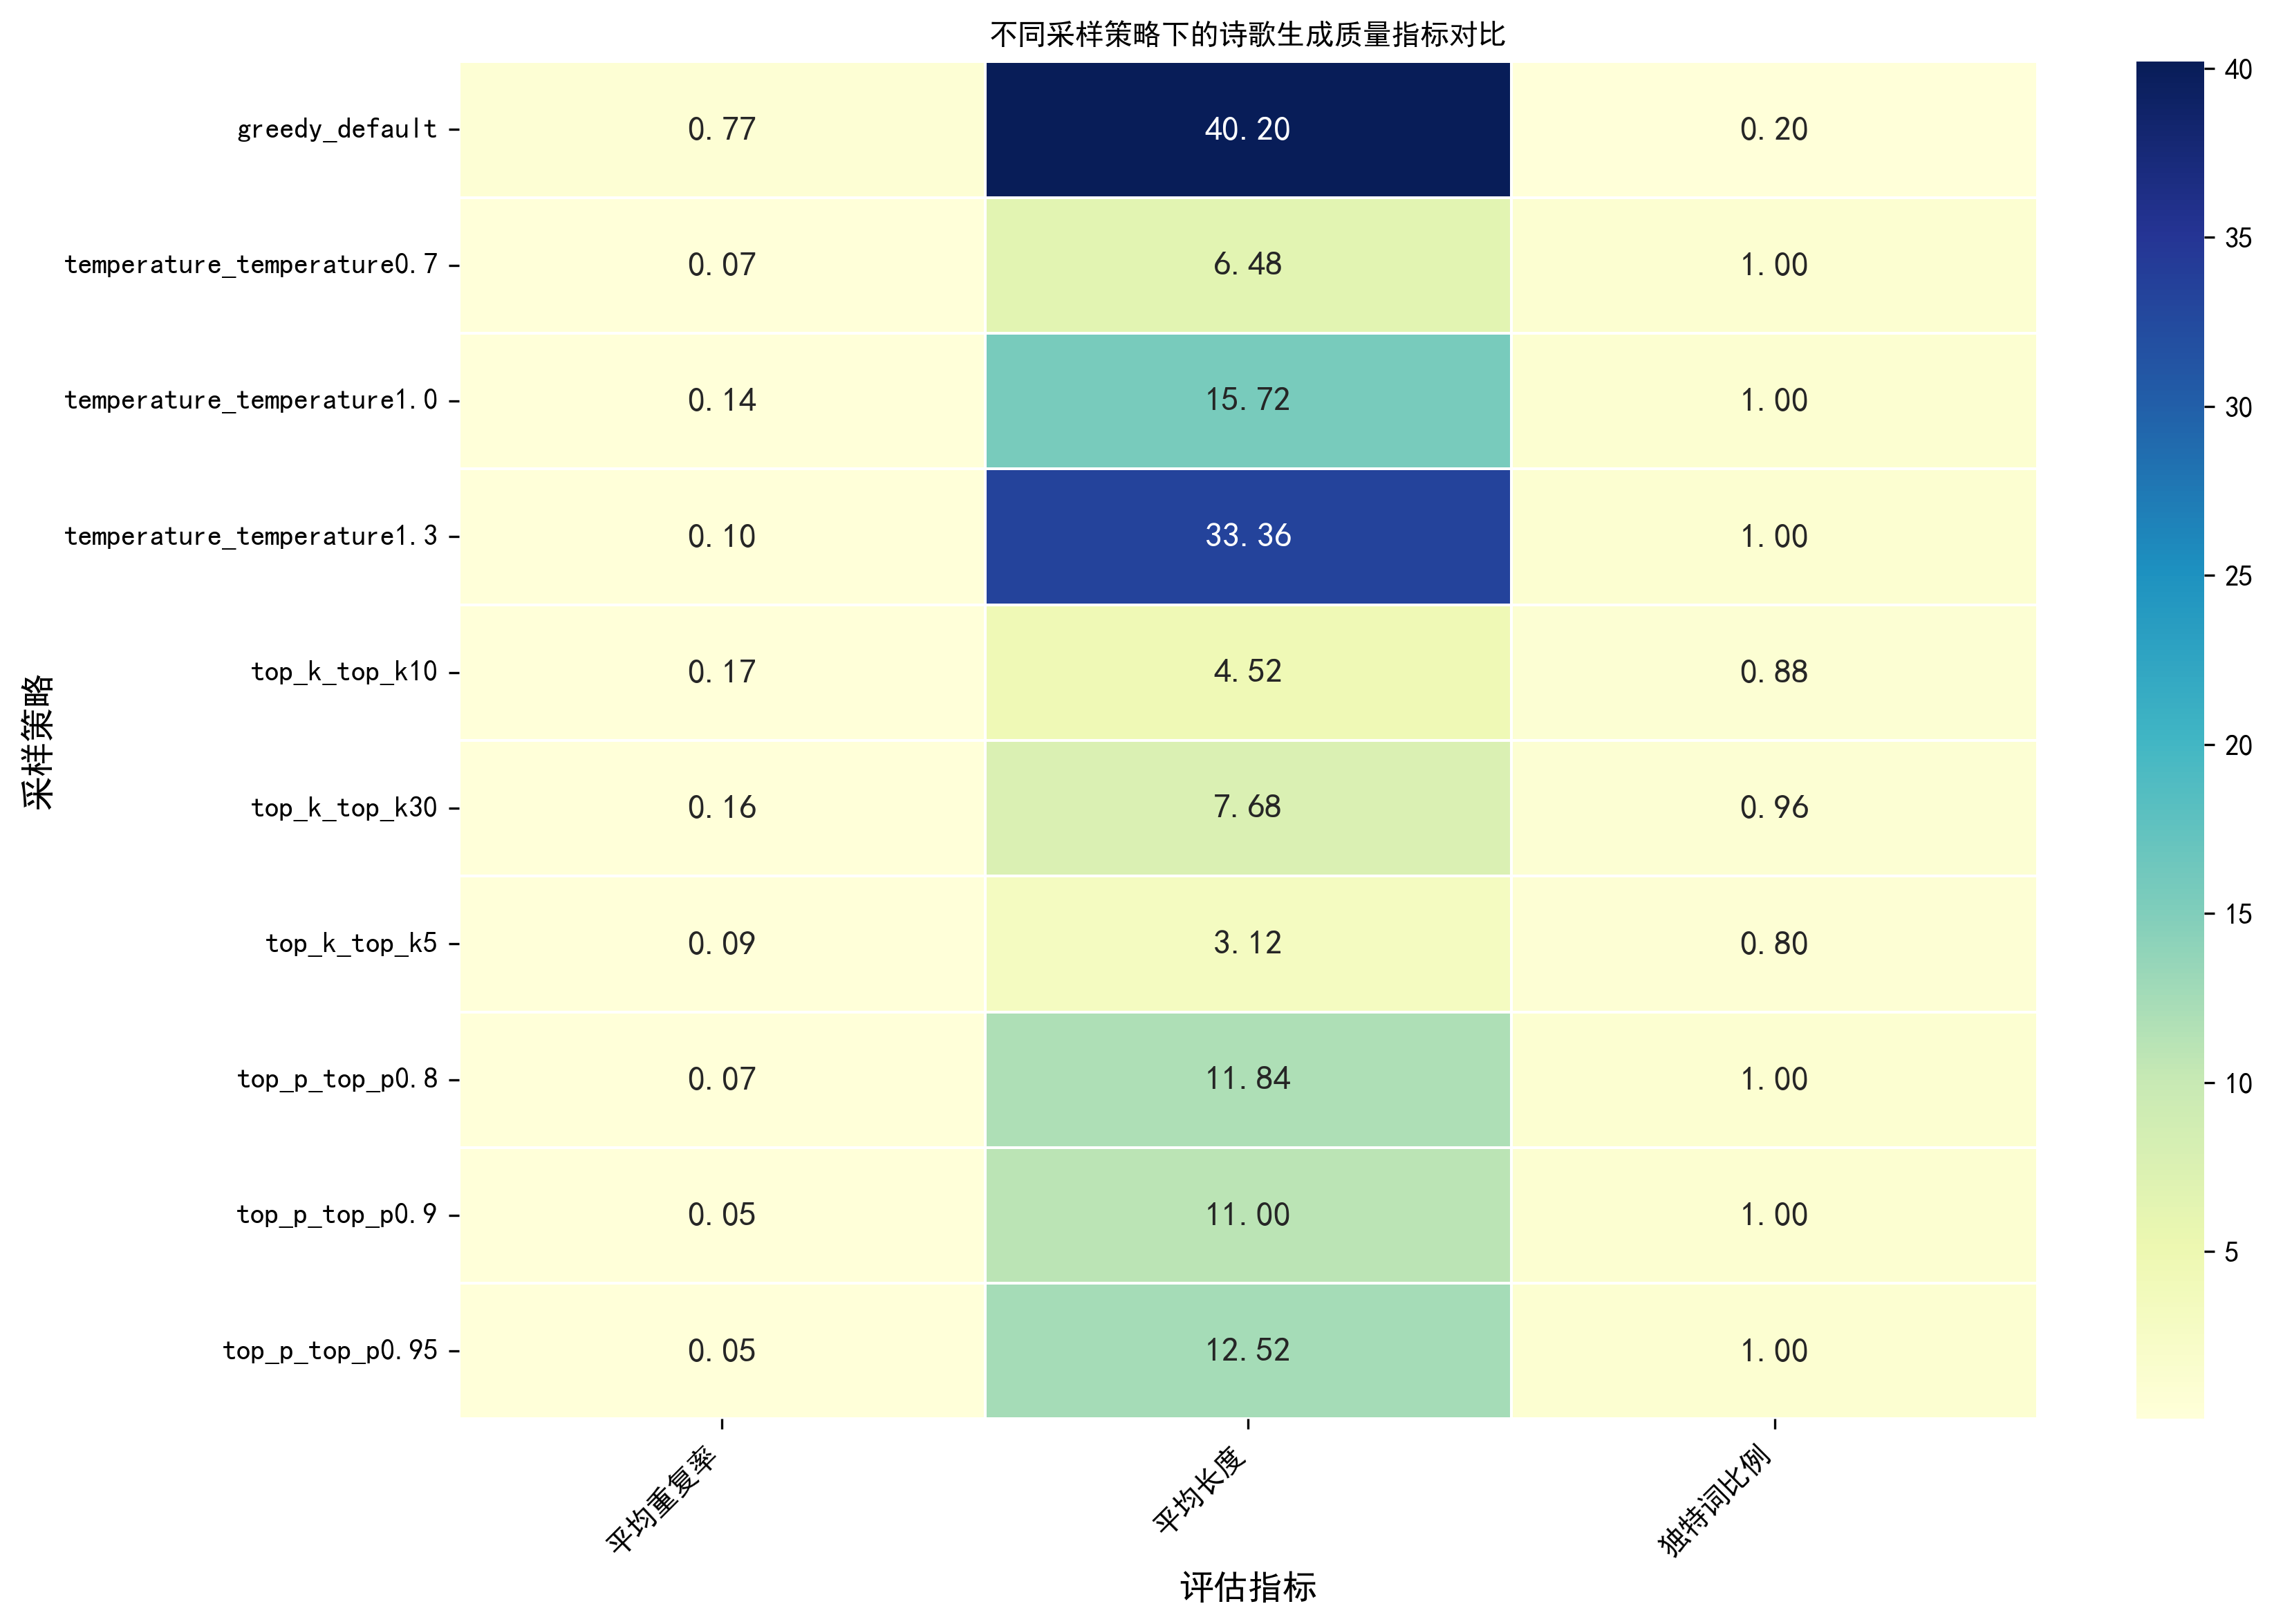 不同采样策略下的诗歌生成质量指标对比
采样策略
greedy_default 0.77 40.20 0.20
temperature_temperature0.7 0.07 6.48 1.00
temperature_temperature1.0 0.14 15.72 1.00
temperature_temperature1.3 0.10 33.36 1.00
top_k_top_k10 0.17 4.52 0.88
top_k_top_k30 0.16 7.68 0.96
top_k_top_k5 0.09 3.12 0.80
top_p_top_p0.8 0.07 11.84 1.00
top_p_top_p0.9 0.05 11.00 1.00
top_p_top_p0.95 0.05 12.52 1.00
平均重复率 平均长度 独特词比例
评估指标
40
35
30
25
20
15
10
5